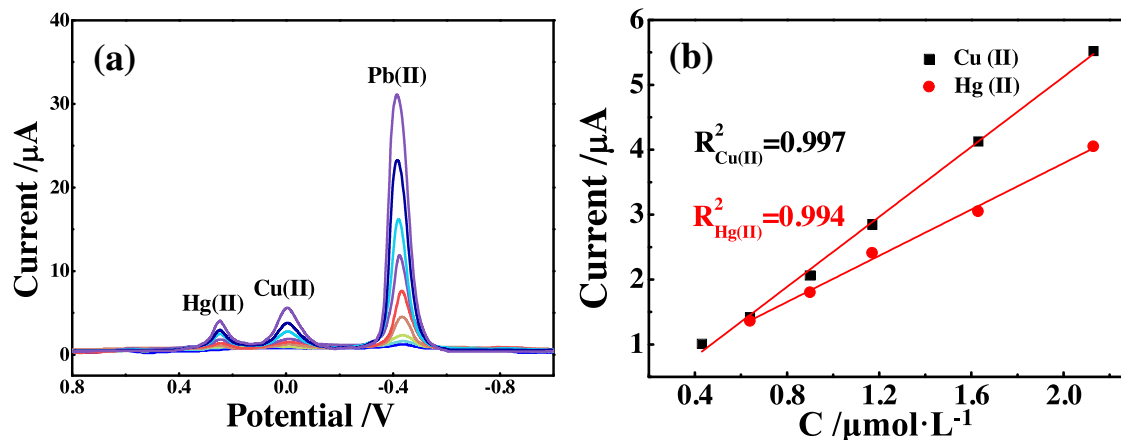 (a)
Pb(II)
Hg(II)
Cu(II)
Current /μA
40
30
20
10
0
0.8
0.4
0.0
-0.4
-0.8
Potential /V
(b)
Cu (II)
Hg (II)
R²Cu(II)=0.997
R²Hg(II)=0.994
Current /μA
6
5
4
3
2
1
0.4
0.8
1.2
1.6
2.0
C /μmol·L⁻¹